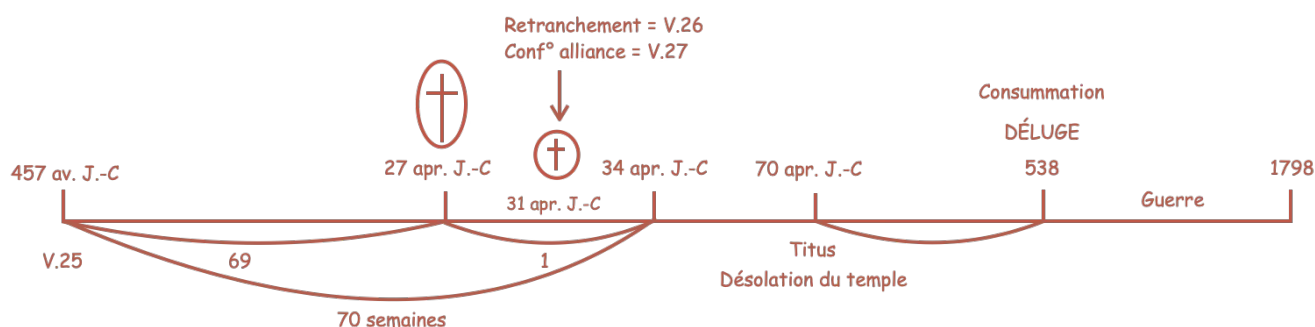 Retranchement = V.26
Conf° alliance = V.27
Consummation
DÉLUGE
457 av. J.-C
27 apr. J.-C
34 apr. J.-C
70 apr. J.-C
538
1798
31 apr. J.-C
Guerre
V.25
69
1
Titus
Désolation du temple
70 semaines